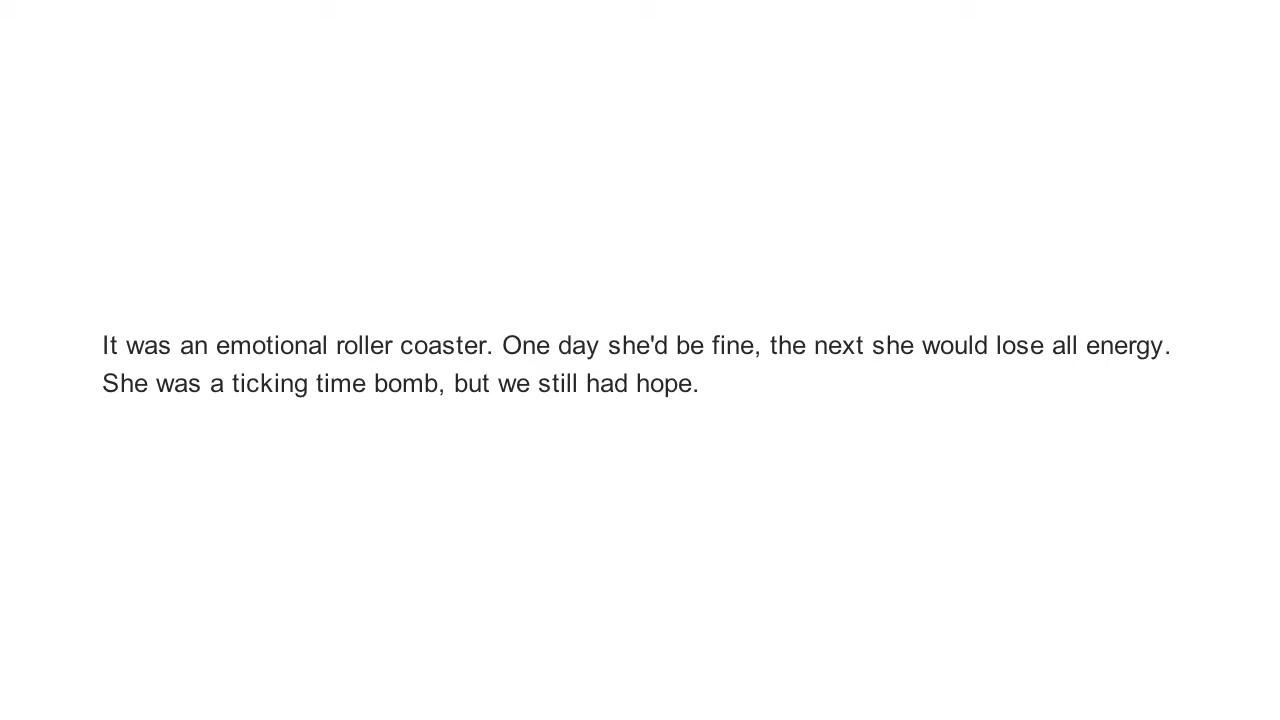 It was an emotional roller coaster. One day she'd be fine, the next she would lose all energy.
She was a ticking time bomb, but we still had hope.